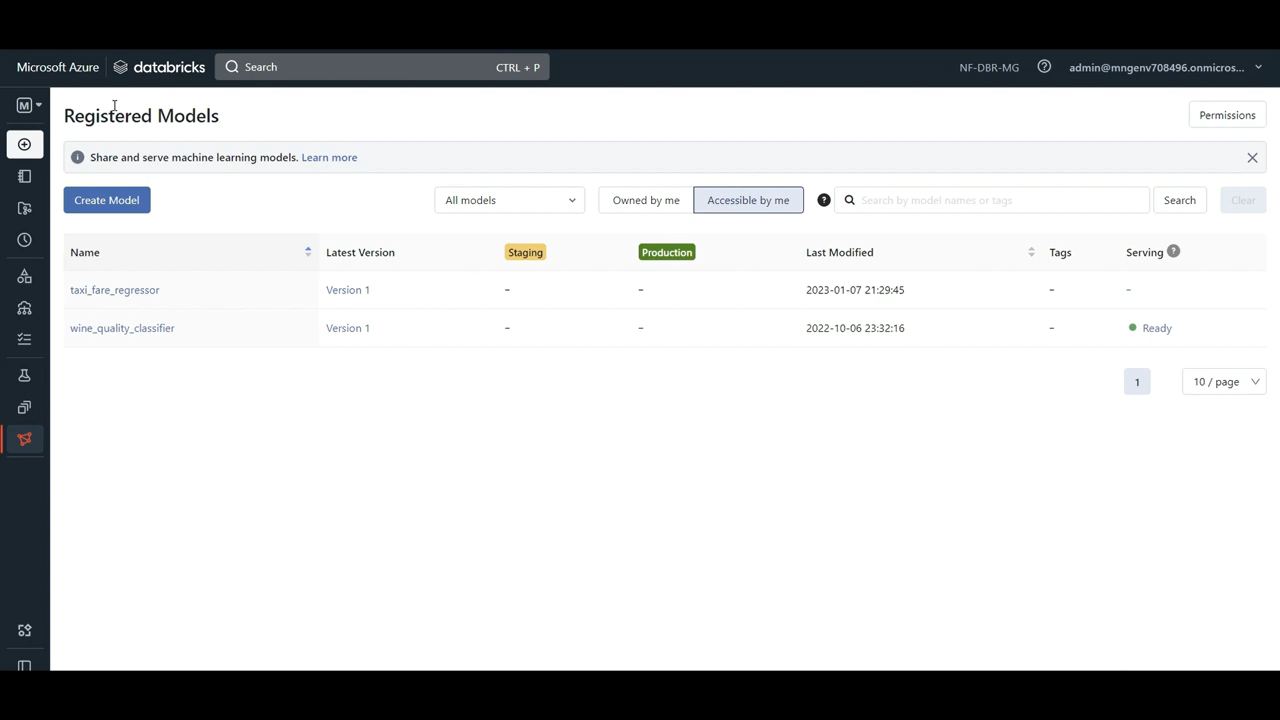 Microsoft Azure databricks Search CTRL + P NF-DBR-MG admin@mngenv708496.onmicros...
M
Registered Models Permissions
Share and serve machine learning models. Learn more
Create Model All models Owned by me Accessible by me ? Search by model names or tags Search Clear
Name Latest Version Staging Production Last Modified Tags Serving ?
taxi_fare_regressor Version 1 – – 2023-01-07 21:29:45 – –
wine_quality_classifier Version 1 – – 2022-10-06 23:32:16 – Ready
1 10 / page